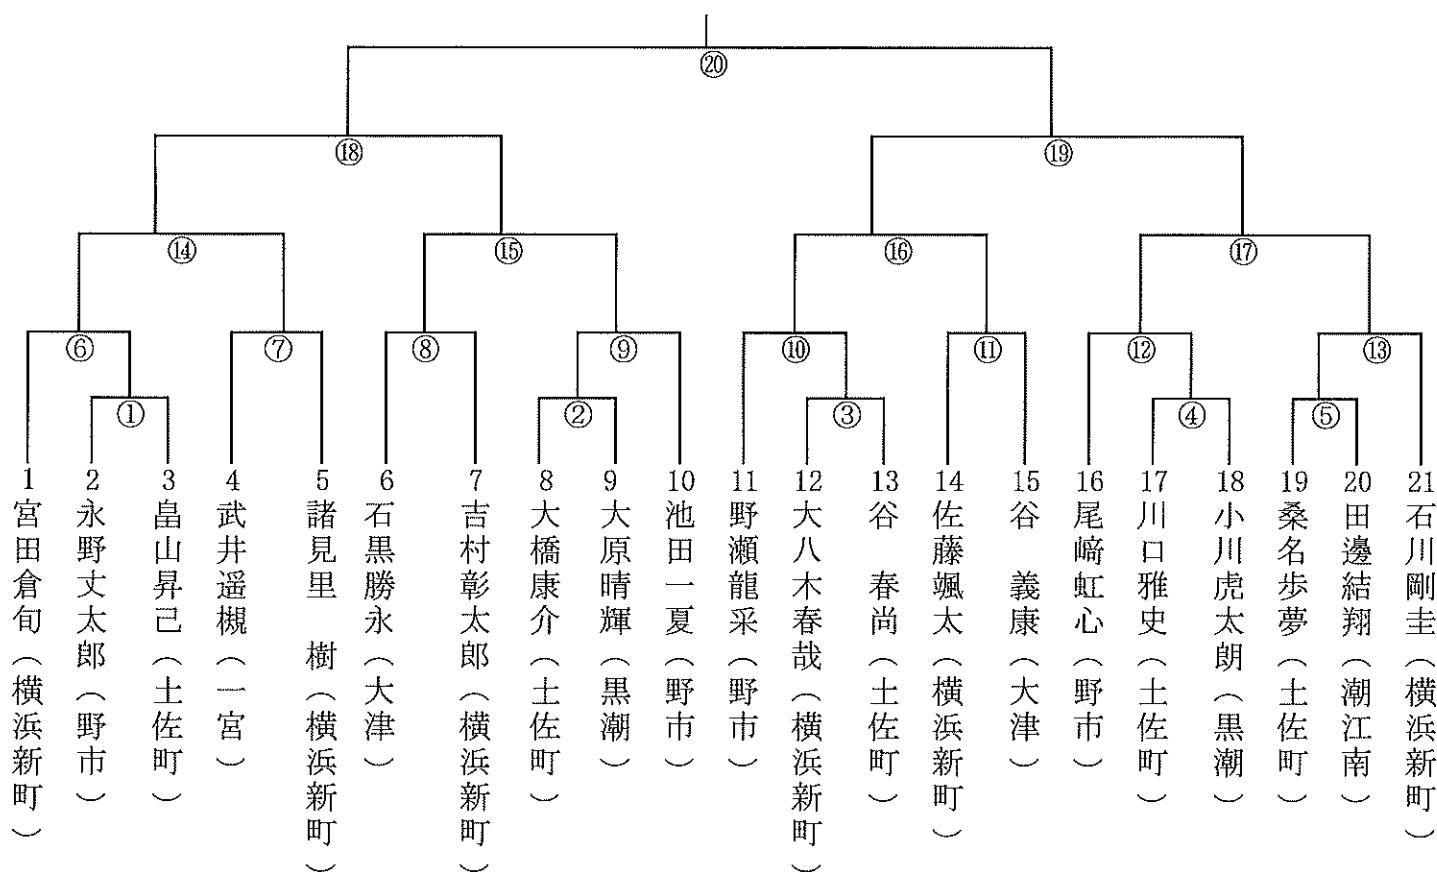 ⑳
⑱
⑲
⑭
⑮
⑯
⑰
⑥
⑦
⑧
⑨
⑩
⑪
⑫
⑬
①
②
③
④
⑤
1 宮田倉旬(横浜新町)
2 永野丈太郎(野市)
3 畠山昇己(土佐町)
4 武井遥槻(一宮)
5 諸見里 樹(横浜新町)
6 石黒勝永(大津)
7 吉村彰太郎(横浜新町)
8 大橋康介(土佐町)
9 大原晴輝(黒潮)
10 池田一夏(野市)
11 野瀬龍采(野市)
12 大八木春哉(横浜新町)
13 谷 春尚(土佐町)
14 佐藤颯太(横浜新町)
15 谷 義康(大津)
16 尾﨑虹心(野市)
17 川口雅史(土佐町)
18 小川虎太朗(黒潮)
19 桑名歩夢(土佐町)
20 田邊結翔(潮江南)
21 石川剛圭(横浜新町)